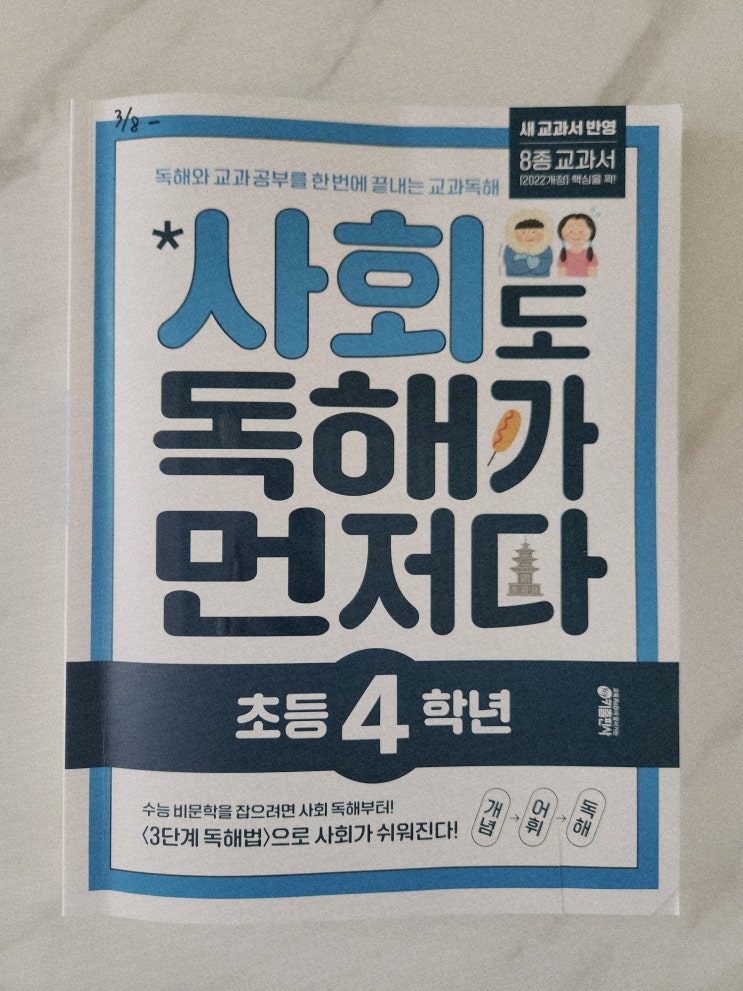 3/8 –
새 교과서 반영
8종 교과서
[2022개정] 핵심을 꽉!
독해와 교과 공부를 한 번에 끝내는 교과독해
*사회도
독해가
먼저다
초등 4 학년
키출판사
수능 비문학을 잡으려면 사회 독해부터!
〈3단계 독해법〉으로 사회가 쉬워진다!
개념 → 어휘 → 독해